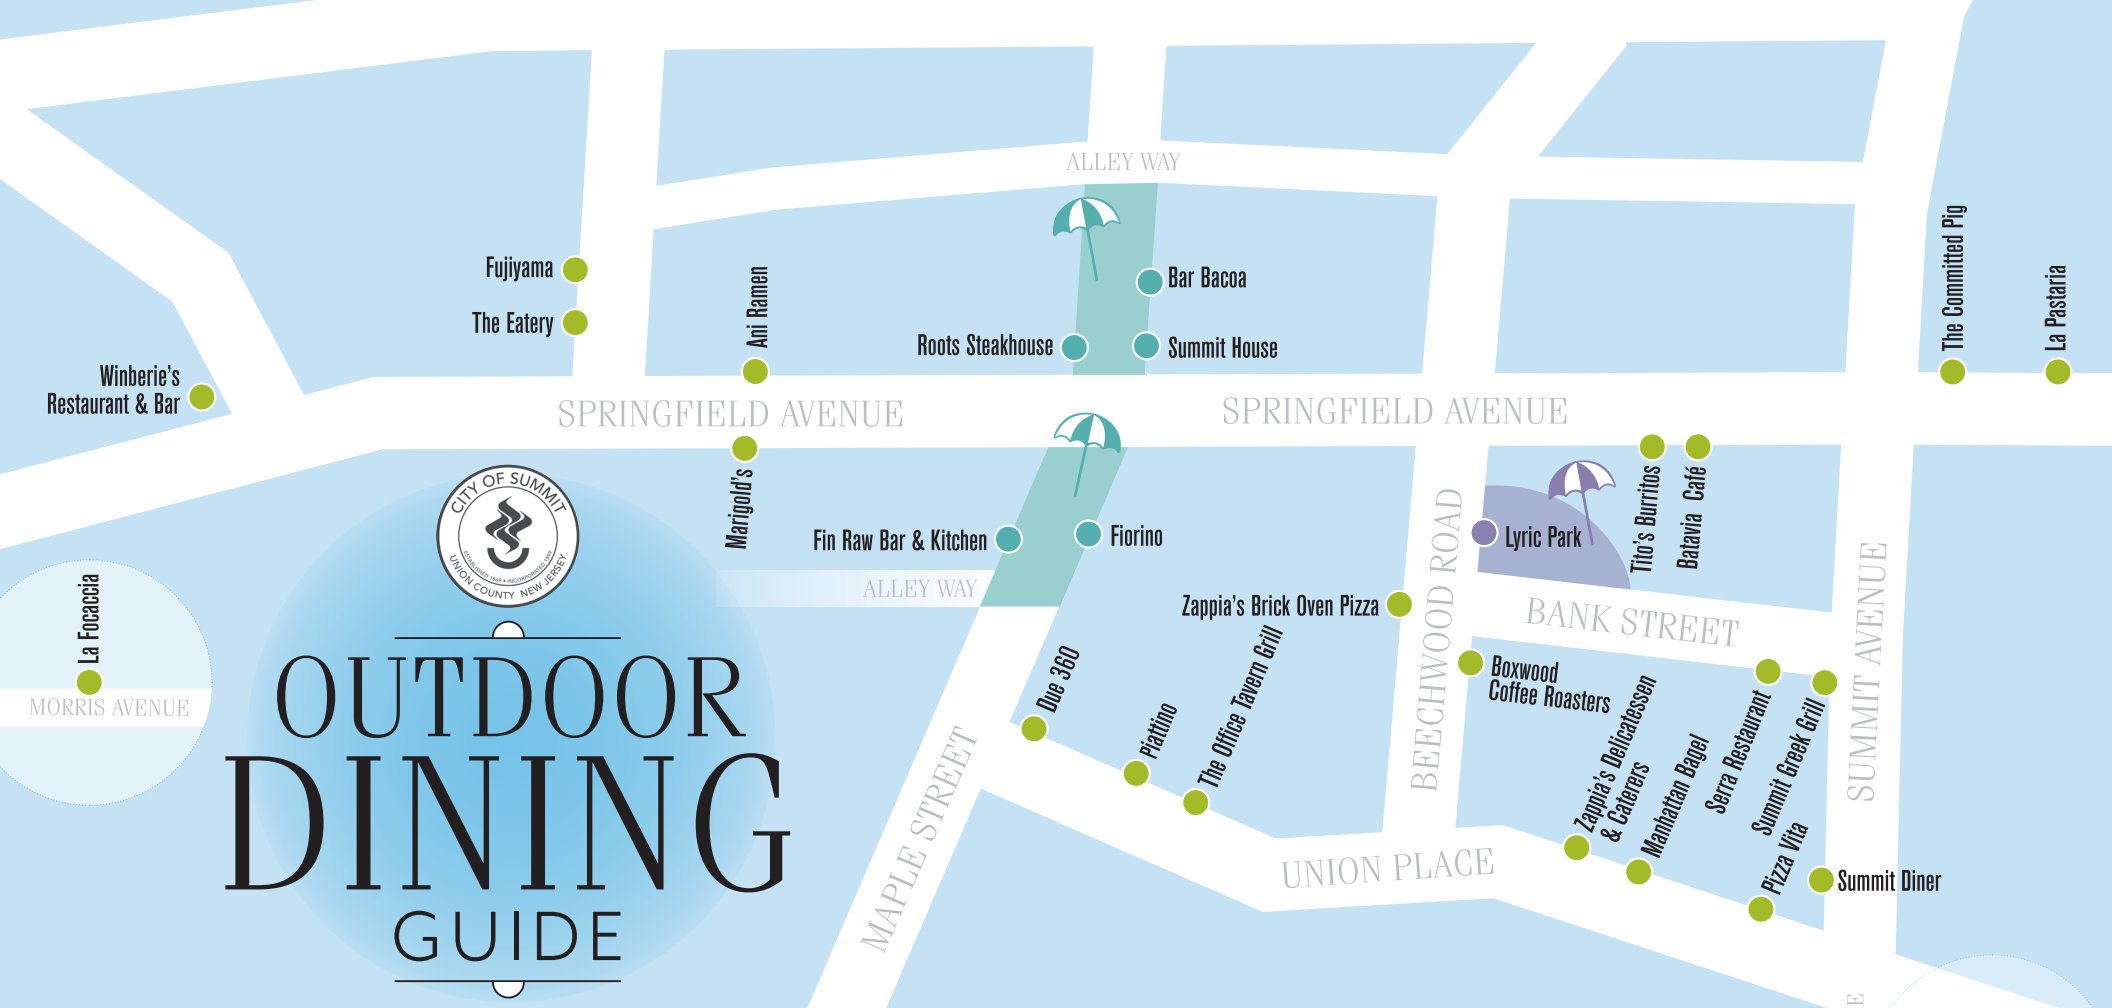 ALLEY WAY
The Committed Pig
La Pastaria
Fujiyama
The Eatery
Ani Ramen
Bar Bacoa
Roots Steakhouse
Summit House
Winberie's
Restaurant & Bar
SPRINGFIELD AVENUE
SPRINGFIELD AVENUE
Marigold's
Fin Raw Bar & Kitchen
Fiorino
ALLEY WAY
Lyric Park
Tito's Burritos
Batavia Café
BEECHWOOD ROAD
BANK STREET
SUMMIT AVENUE
Zappia's Brick Oven Pizza
Boxwood
Coffee Roasters
La Focaccia
MORRIS AVENUE
CITY OF SUMMIT
ESTABLISHED 1869 • INCORPORATED 1899
UNION COUNTY NEW JERSEY
OUTDOOR
DINING
GUIDE
Due 360
Piattino
The Office Tavern Grill
MAPLE STREET
UNION PLACE
Zappia's Delicatessen
& Caterers
Manhattan Bagel
Serra Restaurant
Summit Greek Grill
Pizza Vita
Summit Diner
E